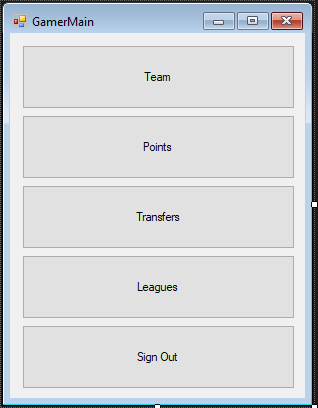 GamerMain
Team
Points
Transfers
Leagues
Sign Out